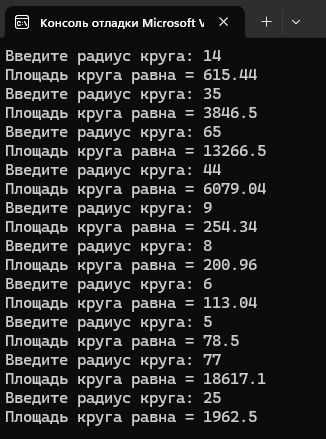 Консоль отладки Microsoft V
Введите радиус круга: 14
Площадь круга равна = 615.44
Введите радиус круга: 35
Площадь круга равна = 3846.5
Введите радиус круга: 65
Площадь круга равна = 13266.5
Введите радиус круга: 44
Площадь круга равна = 6079.04
Введите радиус круга: 9
Площадь круга равна = 254.34
Введите радиус круга: 8
Площадь круга равна = 200.96
Введите радиус круга: 6
Площадь круга равна = 113.04
Введите радиус круга: 5
Площадь круга равна = 78.5
Введите радиус круга: 77
Площадь круга равна = 18617.1
Введите радиус круга: 25
Площадь круга равна = 1962.5